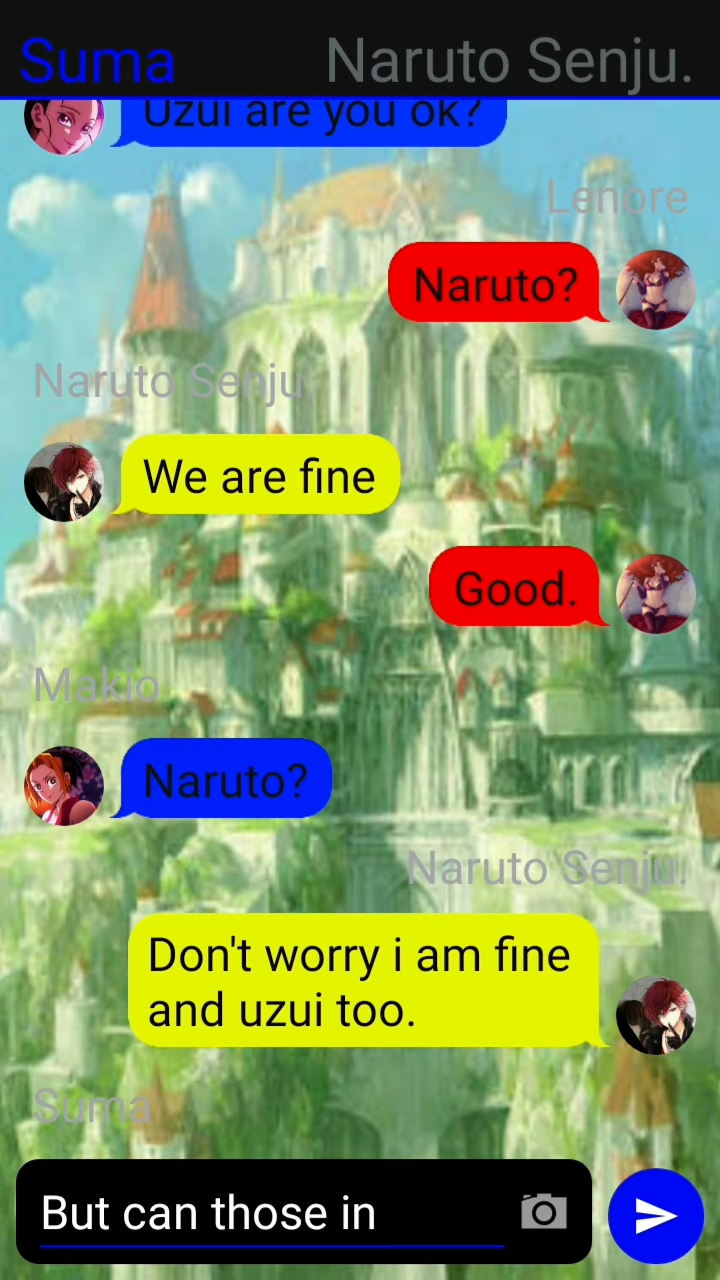 Suma
Naruto Senju.
Uzui are you ok?
Lenore
Naruto?
Naruto Senju.
We are fine
Good.
Makio
Naruto?
Naruto Senju.
Don't worry i am fine
and uzui too.
Suma
But can those in